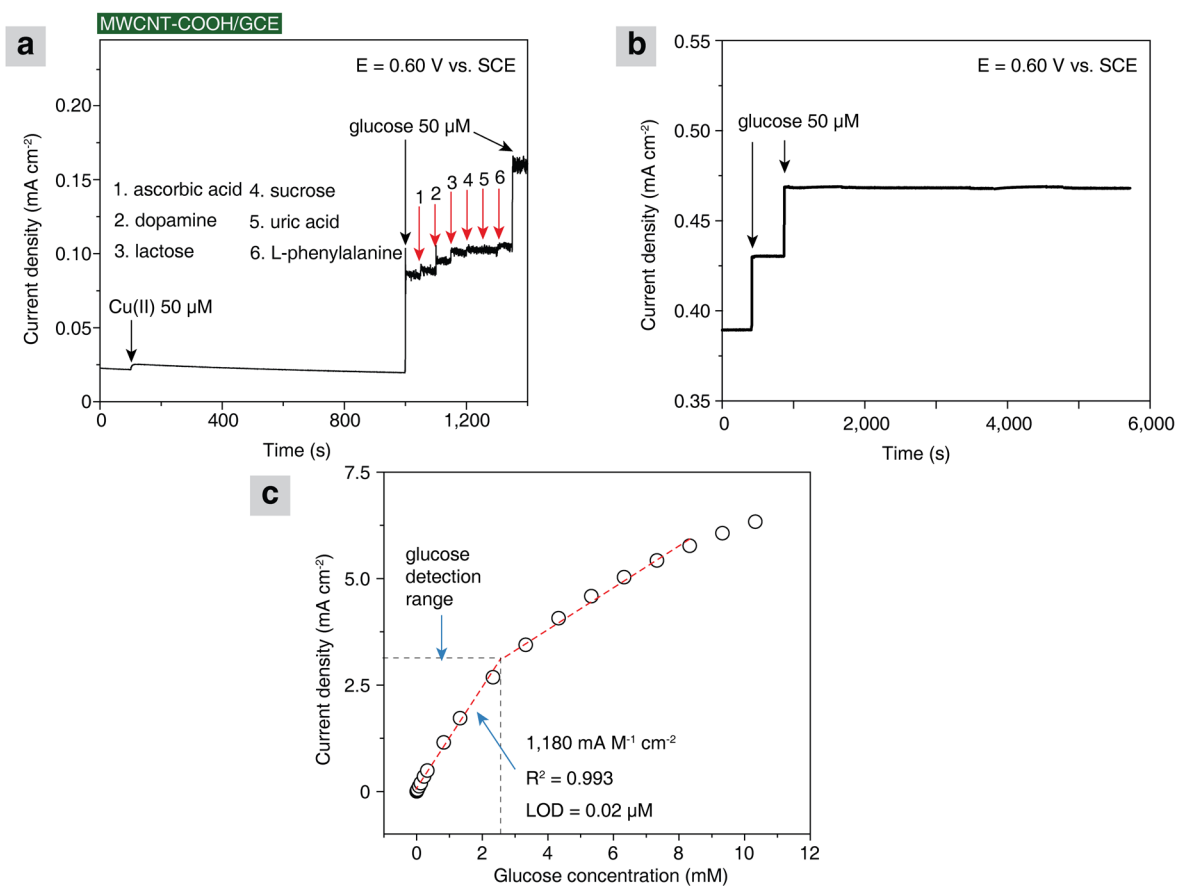 MWCNT-COOH/GCE
a
E = 0.60 V vs. SCE
glucose 50 µM
1. ascorbic acid
2. dopamine
3. lactose
4. sucrose
5. uric acid
6. L-phenylalanine
1
2
3
4
5
6
Cu(II) 50 µM
Current density (mA cm-2)
0.20
0.15
0.10
0.05
0
0
400
800
1,200
Time (s)
b
E = 0.60 V vs. SCE
glucose 50 µM
Current density (mA cm-2)
0.55
0.50
0.45
0.40
0.35
0
2,000
4,000
6,000
Time (s)
c
glucose
detection
range
1,180 mA M-1 cm-2
R2 = 0.993
LOD = 0.02 µM
Current density (mA cm-2)
7.5
5.0
2.5
0
0
2
4
6
8
10
12
Glucose concentration (mM)